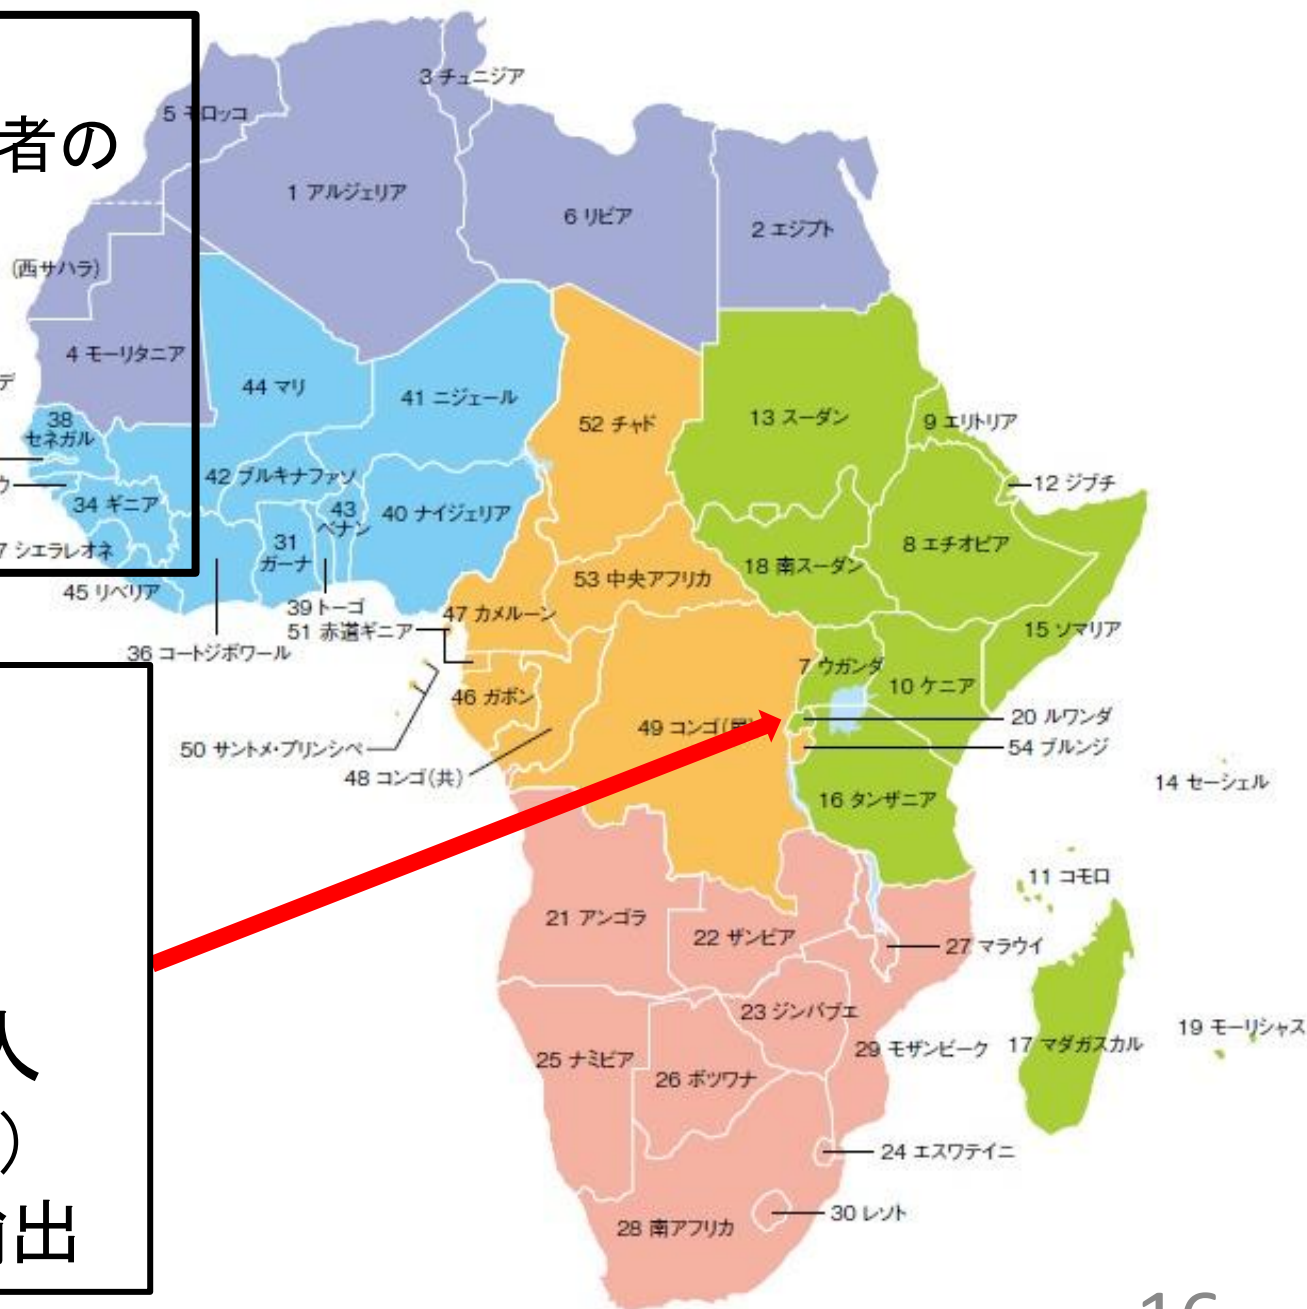 者の
3 チュニジア
5 モロッコ
1 アルジェリア
6 リビア
2 エジプト
(西サハラ)
4 モーリタニア
デ
44 マリ
41 ニジェール
52 チャド
13 スーダン
9 エリトリア
38
セネガル
12 ジブチ
42 ブルキナファソ
ウ
34 ギニア
43
ベナン
40 ナイジェリア
31
ガーナ
8 エチオピア
7 シエラレオネ
18 南スーダン
53 中央アフリカ
45 リベリア
39 トーゴ
47 カメルーン
51 赤道ギニア
15 ソマリア
36 コートジボワール
7 ウガンダ
10 ケニア
46 ガボン
20 ルワンダ
49 コンゴ(
50 サントメ・プリンシペ
54 ブルンジ
48 コンゴ(共)
14 セーシェル
16 タンザニア
11 コモロ
21 アンゴラ
22 ザンビア
27 マラウイ
23 ジンバブエ
19 モーリシャス
人
29 モザンビーク
17 マダガスカル
25 ナミビア
26 ボツワナ
)
24 エスワティニ
30 レソト
28 南アフリカ
出
16